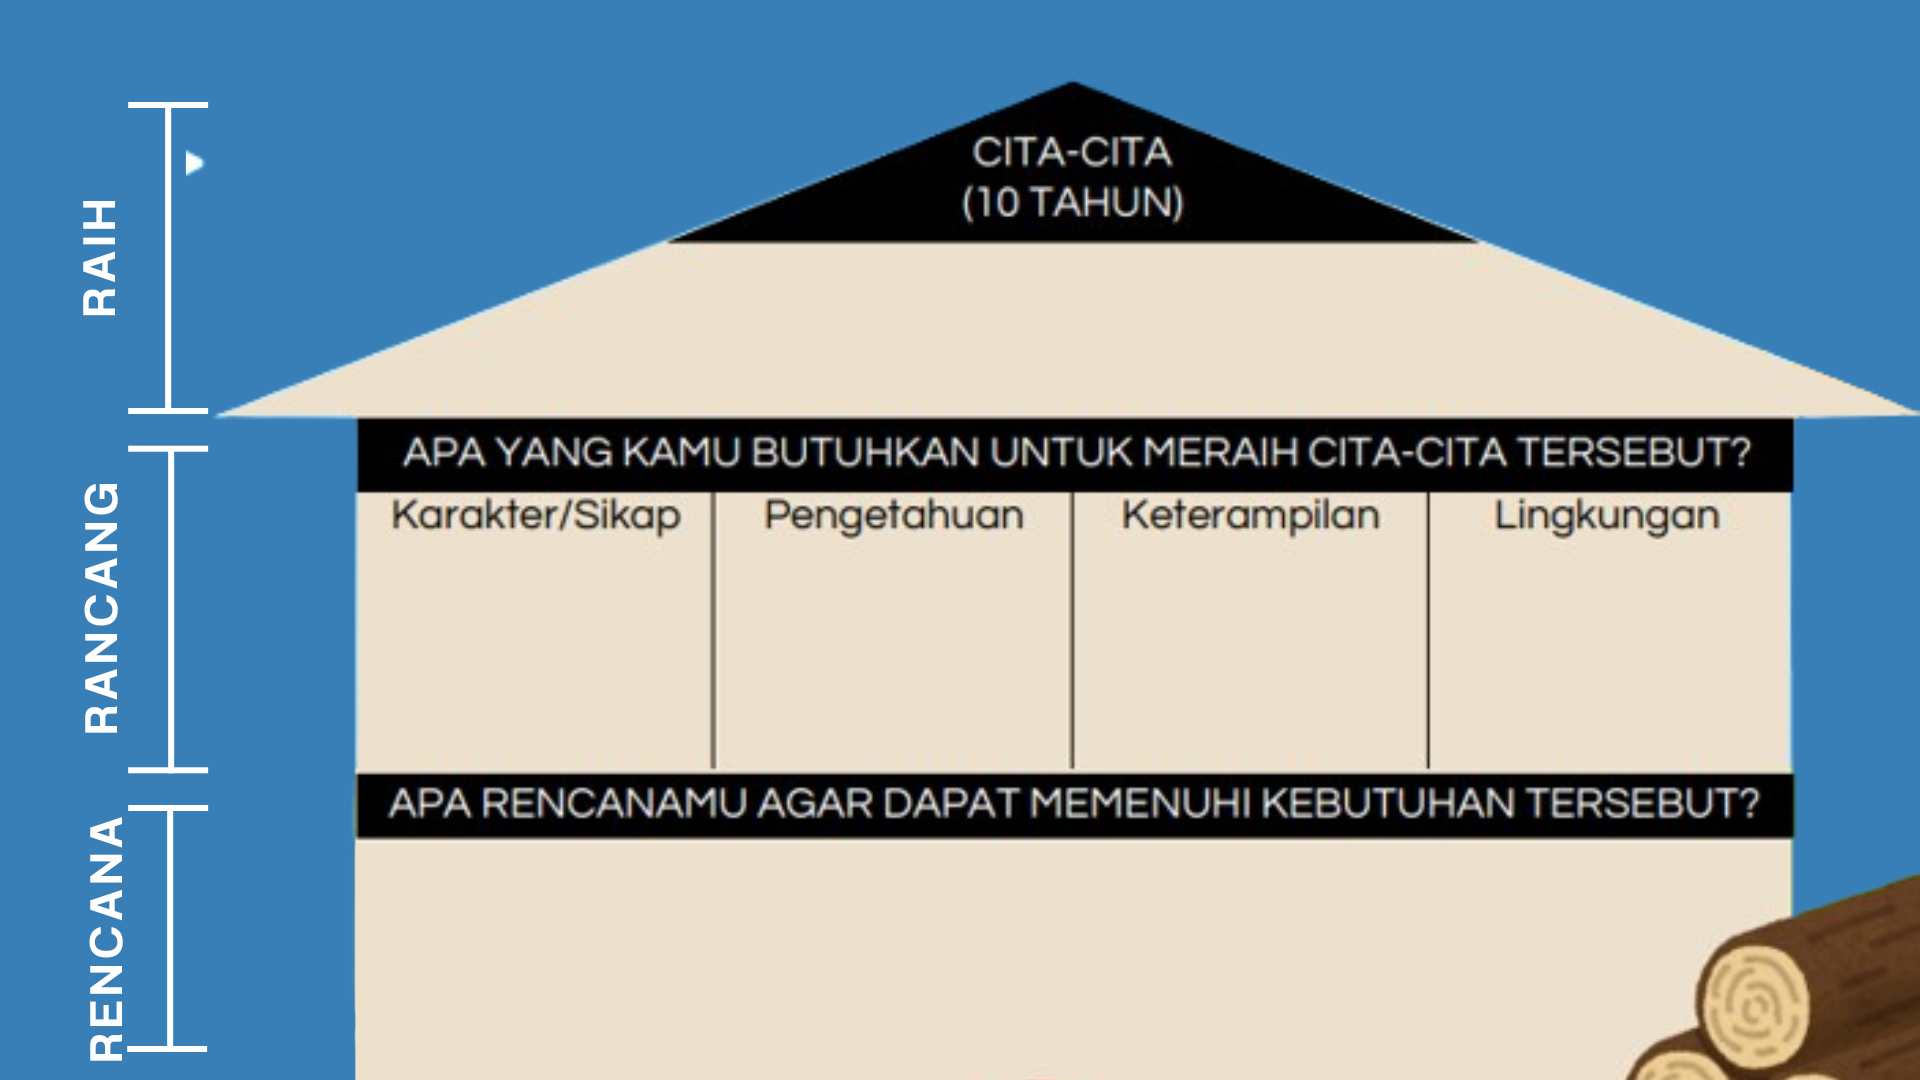 RAIH
CITA-CITA
(10 TAHUN)
RANCANG
APA YANG KAMU BUTUHKAN UNTUK MERAIH CITA-CITA TERSEBUT?
Karakter/Sikap
Pengetahuan
Keterampilan
Lingkungan
RENCANA
APA RENCANAMU AGAR DAPAT MEMENUHI KEBUTUHAN TERSEBUT?